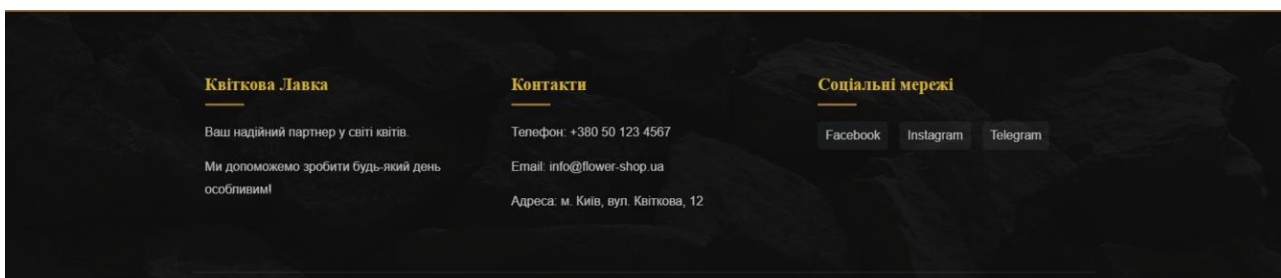 Квіткова Лавка
Ваш надійний партнер у світі квітів.
Ми допоможемо зробити будь-який день
особливим!
Контакти
Телефон: +380 50 123 4567
Email: info@flower-shop.ua
Адреса: м. Київ, вул. Квіткова, 12
Соціальні мережі
Facebook Instagram Telegram